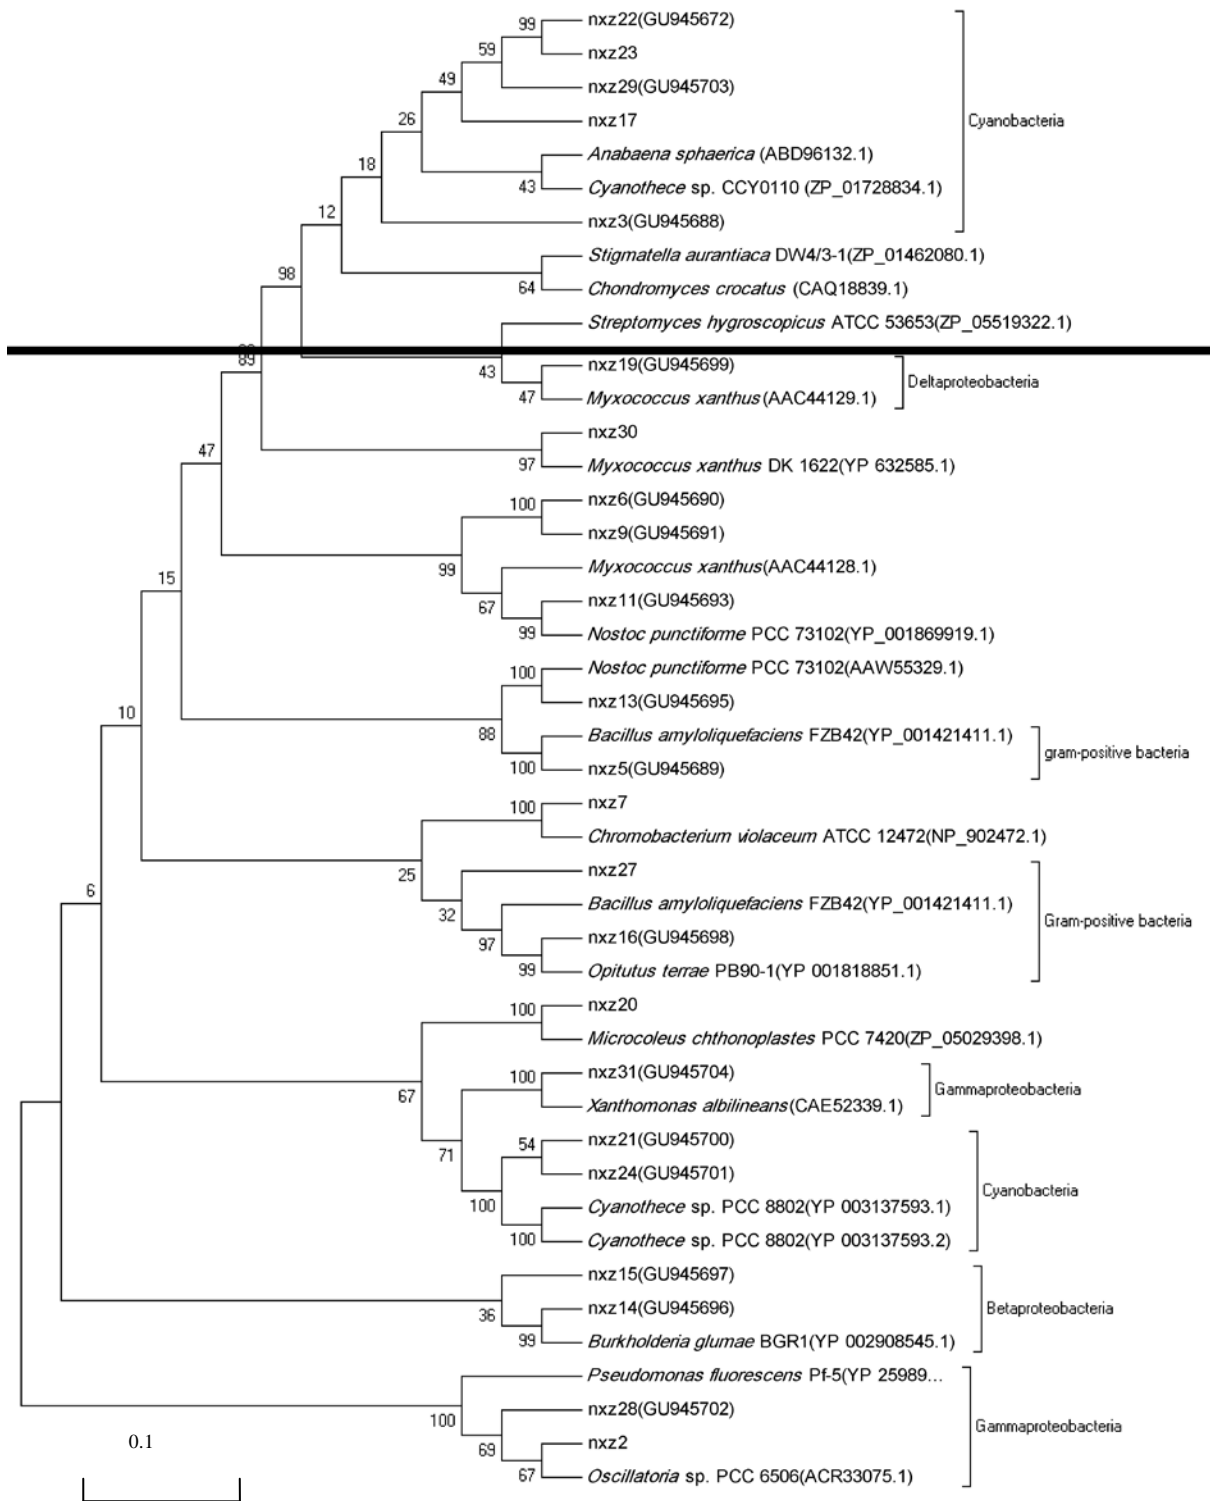 99 nxz22(GU945672)
59 nxz23
49 nxz29(GU945703)
26 nxz17 Cyanobacteria
18 Anabaena sphaerica (ABD96132.1)
43 Cyanothece sp. CCY0110 (ZP_01728834.1)
12 nxz3(GU945688)
98 Stigmatella aurantiaca DW4/3-1(ZP_01462080.1)
64 Chondromyces crocatus (CAQ18839.1)
Streptomyces hygroscopicus ATCC 53653(ZP_05519322.1)
89 43 nxz19(GU945699) Deltaproteobacteria
47 Myxococcus xanthus(AAC44129.1)
47 nxz30
97 Myxococcus xanthus DK 1622(YP 632585.1)
100 nxz6(GU945690)
nxz9(GU945691)
15 99 Myxococcus xanthus(AAC44128.1)
67 nxz11(GU945693)
99 Nostoc punctiforme PCC 73102(YP_001869919.1)
100 Nostoc punctiforme PCC 73102(AAW55329.1)
10 nxz13(GU945695)
88 Bacillus amyloliquefaciens FZB42(YP_001421411.1) gram-positive bacteria
100 nxz5(GU945689)
100 nxz7
Chromobacterium violaceum ATCC 12472(NP_902472.1)
6 25 nxz27
32 Bacillus amyloliquefaciens FZB42(YP_001421411.1) Gram-positive bacteria
97 nxz16(GU945698)
99 Opitutus terrae PB90-1(YP 001818851.1)
100 nxz20
Microcoleus chthonoplastes PCC 7420(ZP_05029398.1)
67 100 nxz31(GU945704) Gammaproteobacteria
Xanthomonas albilineans(CAE52339.1)
71 54 nxz21(GU945700)
nxz24(GU945701) Cyanobacteria
100 Cyanothece sp. PCC 8802(YP 003137593.1)
100 Cyanothece sp. PCC 8802(YP 003137593.2)
nxz15(GU945697)
36 nxz14(GU945696) Betaproteobacteria
99 Burkholderia glumae BGR1(YP 002908545.1)
Pseudomonas fluorescens Pf-5(YP 25989...
100 nxz28(GU945702) Gammaproteobacteria
0.1 69 nxz2
67 Oscillatoria sp. PCC 6506(ACR33075.1)